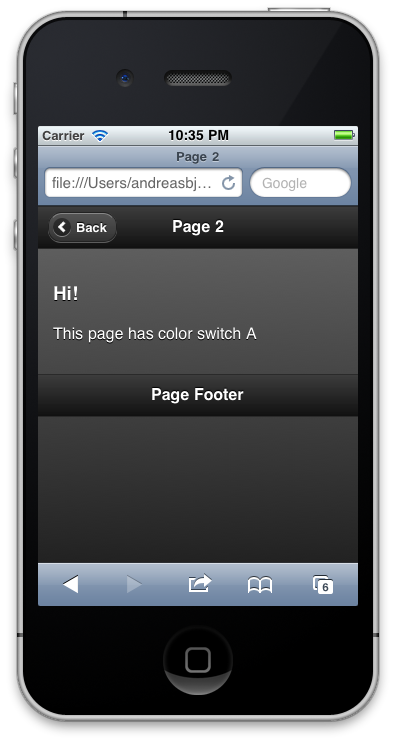 Carrier 10:35 PM
Page 2
file:///Users/andreasbj... Google
Back Page 2
Hi!
This page has color switch A
Page Footer
6